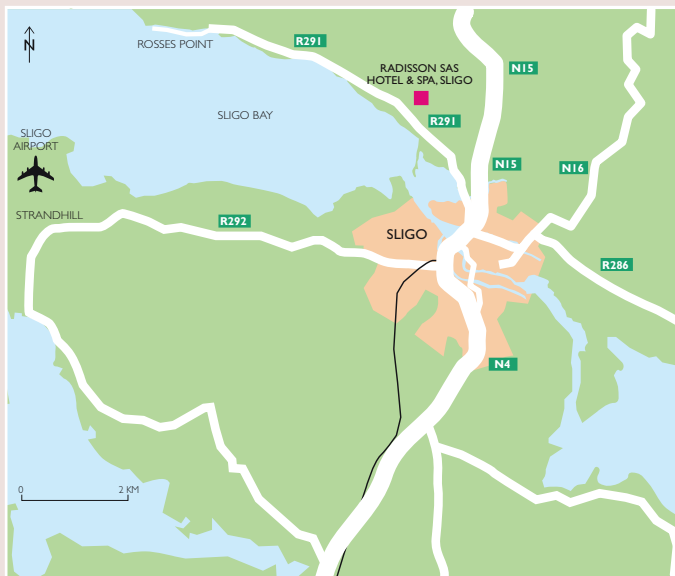 N
ROSSES POINT
R291
RADISSON SAS
HOTEL & SPA, SLIGO
N15
SLIGO BAY
R291
SLIGO
AIRPORT
N15
N16
STRANDHILL
R292
SLIGO
R286
N4
0 2 KM